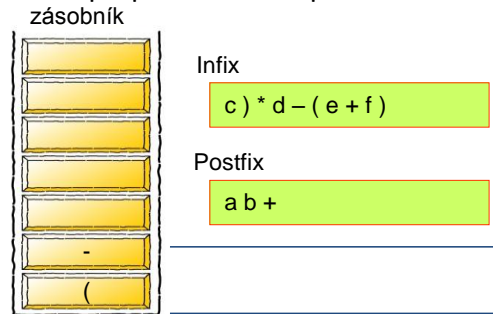 zásobník
Infix
c ) * d – ( e + f )
Postfix
a b +
-
(